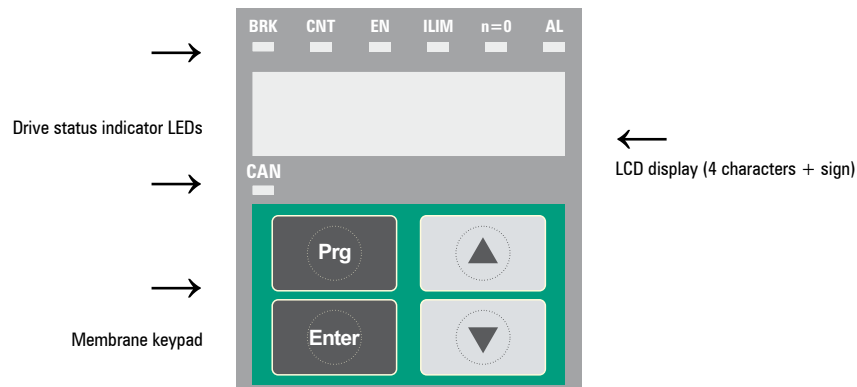 BRK CNT EN ILIM n=0 AL
Drive status indicator LEDs
LCD display (4 characters + sign)
CAN
Prg
Enter
Membrane keypad